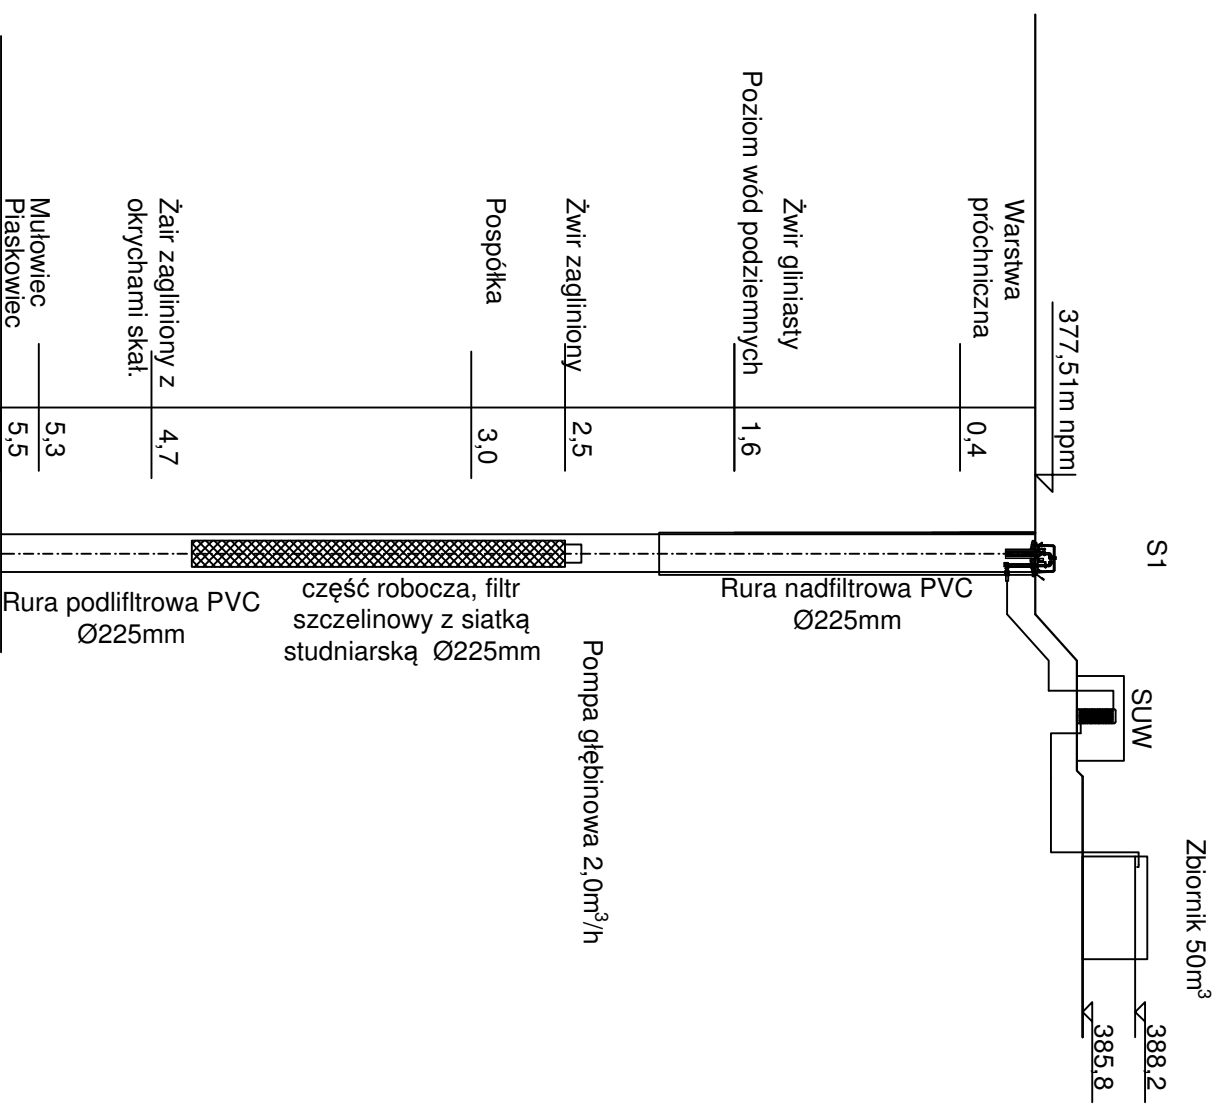 S1
SUW
Zbiornik 50m³
388,2
385,8
377,51m npm
Warstwa
próchniczna
0,4
Żwir gliniasty
Poziom wód podziemnych
1,6
Żwir zagliniony
2,5
Pospółka
3,0
Żair zagliniony z
okrychami skał.
4,7
Mułowiec
5,3
Piaskowiec
5,5
Rura nadfiltrowa PVC
Ø225mm
Pompa głębinowa 2,0m³/h
część robocza, filtr
szczelinowy z siatką
studniarską Ø225mm
Rura podlifltrowa PVC
Ø225mm